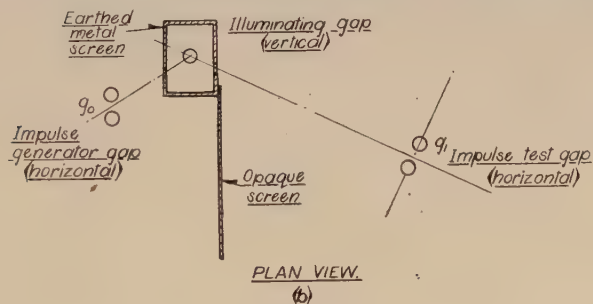 Earthed
metal
screen
Illuminating gap
(vertical)
g₀
Impulse
generator gap
(horizontal)
g₁
Impulse test gap
(horizontal)
Opaque
screen
PLAN VIEW.
(b)